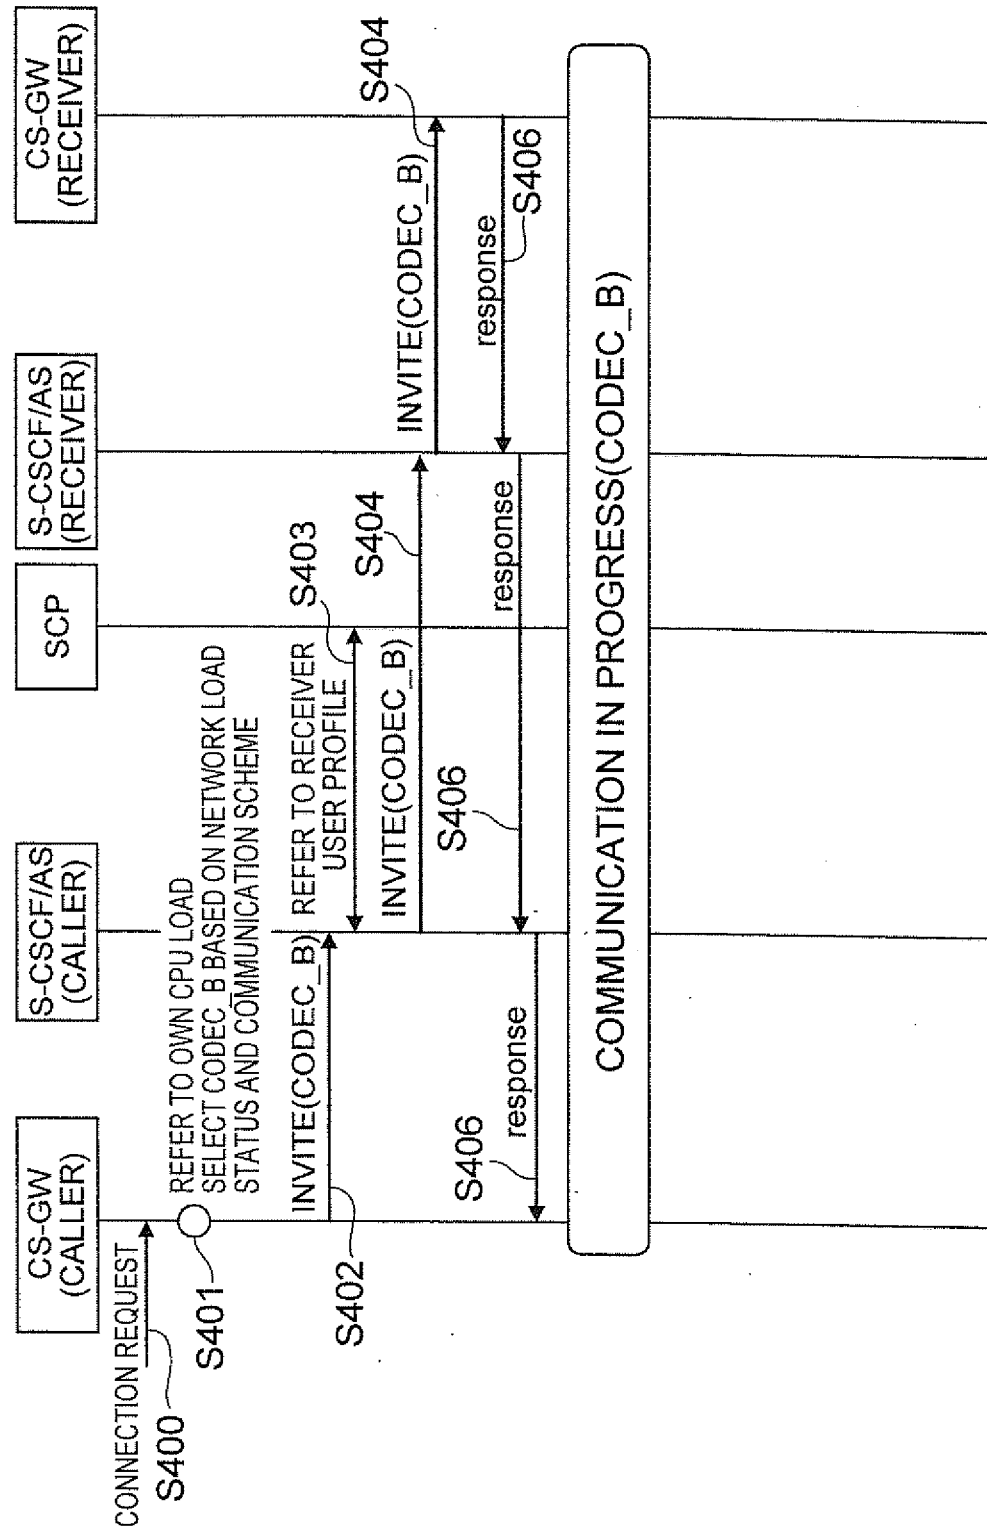 CS-GW
(CALLER)
S-CSCF/AS
(CALLER)
SCP
S-CSCF/AS
(RECEIVER)
CS-GW
(RECEIVER)
CONNECTION REQUEST
S400
S401
REFER TO OWN CPU LOAD
SELECT CODEC_B BASED ON NETWORK LOAD
STATUS AND COMMUNICATION SCHEME
INVITE(CODEC_B)
S402
REFER TO RECEIVER
USER PROFILE
S403
INVITE(CODEC_B)
S404
INVITE(CODEC_B)
S404
response
S406
response
S406
response
S406
COMMUNICATION IN PROGRESS(CODEC_B)